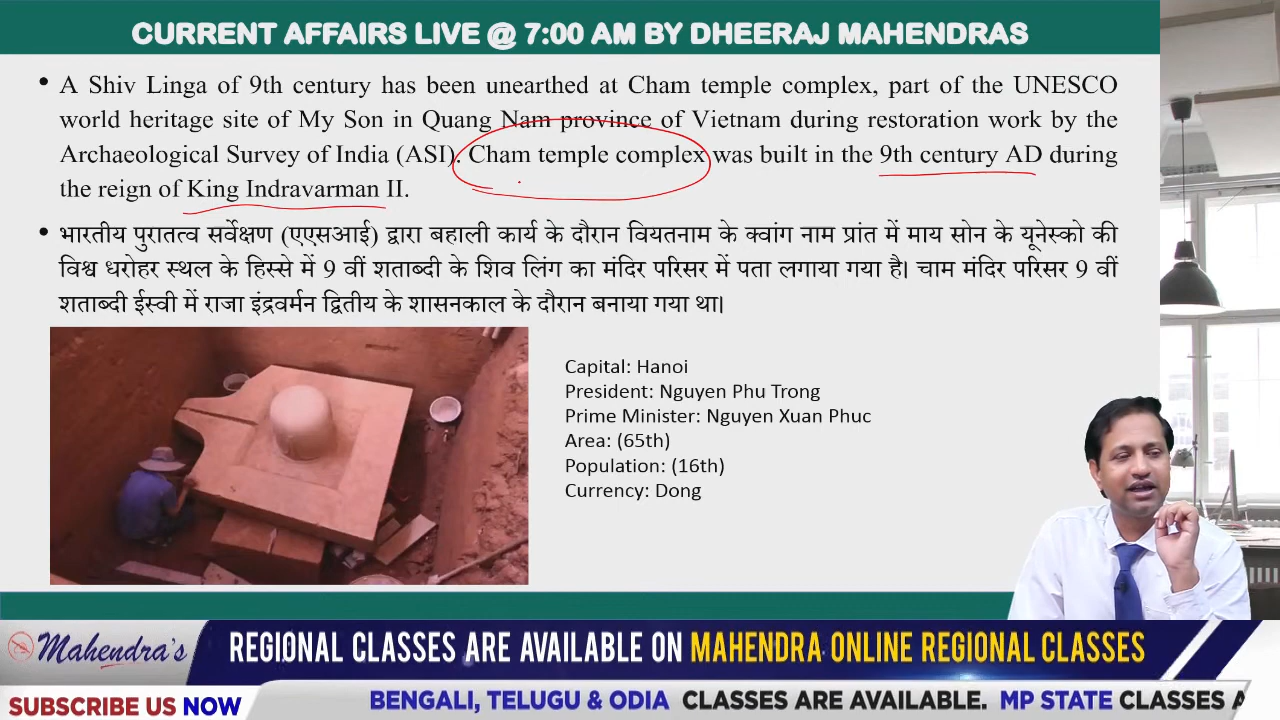 CURRENT AFFAIRS LIVE @ 7:00 AM BY DHEERAJ MAHENDRAS
• A Shiv Linga of 9th century has been unearthed at Cham temple complex, part of the UNESCO
world heritage site of My Son in Quang Nam province of Vietnam during restoration work by the
Archaeological Survey of India (ASI). Cham temple complex was built in the 9th century AD during
the reign of King Indravarman II.
• भारतीय पुरातत्व सर्वेक्षण (एएसआई) द्वारा बहाली कार्य के दौरान वियतनाम के क्वांग नाम प्रांत में माय सोन के यूनेस्को की
विश्व धरोहर स्थल के हिस्से में 9 वीं शताब्दी के शिव लिंग का मंदिर परिसर में पता लगाया गया है। चाम मंदिर परिसर 9 वीं
शताब्दी ईस्वी में राजा इंद्रवर्मन द्वितीय के शासनकाल के दौरान बनाया गया था।
Capital: Hanoi
President: Nguyen Phu Trong
Prime Minister: Nguyen Xuan Phuc
Area: (65th)
Population: (16th)
Currency: Dong
Mahendra's
REGIONAL CLASSES ARE AVAILABLE ON MAHENDRA ONLINE REGIONAL CLASSES
SUBSCRIBE US NOW
BENGALI, TELUGU & ODIA CLASSES ARE AVAILABLE. MP STATE CLASSES A